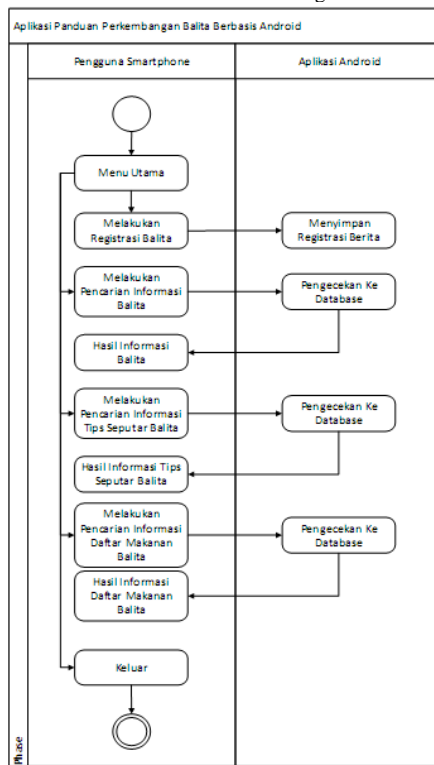 Aplikasi Panduan Perkembangan Balita Berbasis Android
Pengguna Smartphone
Aplikasi Android
Menu Utama
Melakukan
Registrasi Balita
Menyimpan
Registrasi Berita
Melakukan
Pencarian Informasi
Balita
Pengecekan Ke
Database
Hasil Informasi
Balita
Melakukan
Pencarian Informasi
Tips Seputar Balita
Pengecekan Ke
Database
Hasil Informasi Tips
Seputar Balita
Melakukan
Pencarian Informasi
Daftar Makanan
Balita
Pengecekan Ke
Database
Hasil Informasi
Daftar Makanan
Balita
Keluar
Phase